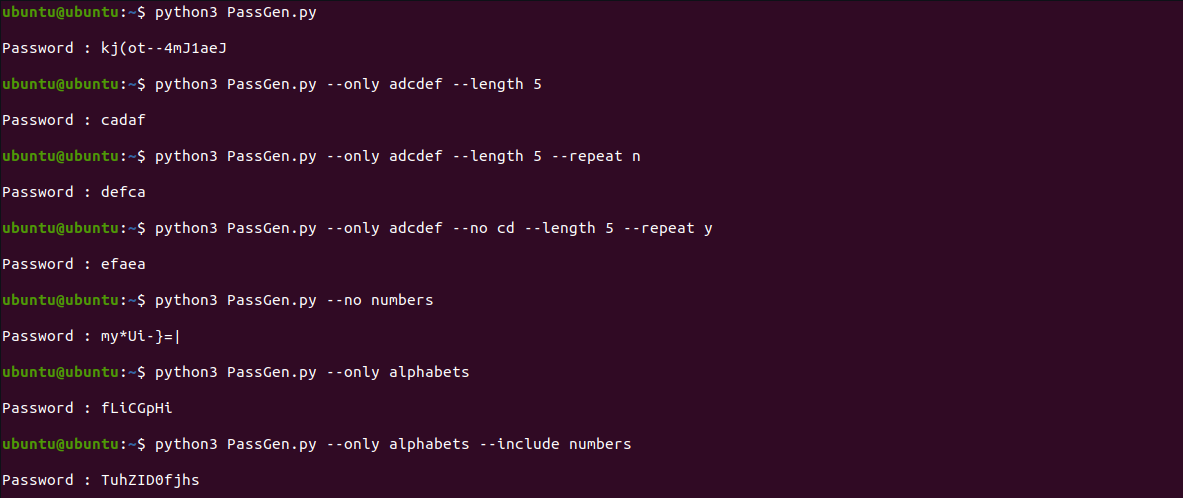 ubuntu@ubuntu:~$ python3 PassGen.py
Password : kj(ot--4mJ1aeJ
ubuntu@ubuntu:~$ python3 PassGen.py --only adcdef --length 5
Password : cadaf
ubuntu@ubuntu:~$ python3 PassGen.py --only adcdef --length 5 --repeat n
Password : defca
ubuntu@ubuntu:~$ python3 PassGen.py --only adcdef --no cd --length 5 --repeat y
Password : efaea
ubuntu@ubuntu:~$ python3 PassGen.py --no numbers
Password : my*Ui-}=|
ubuntu@ubuntu:~$ python3 PassGen.py --only alphabets
Password : fLiCGpHi
ubuntu@ubuntu:~$ python3 PassGen.py --only alphabets --include numbers
Password : TuhZID0fjhs